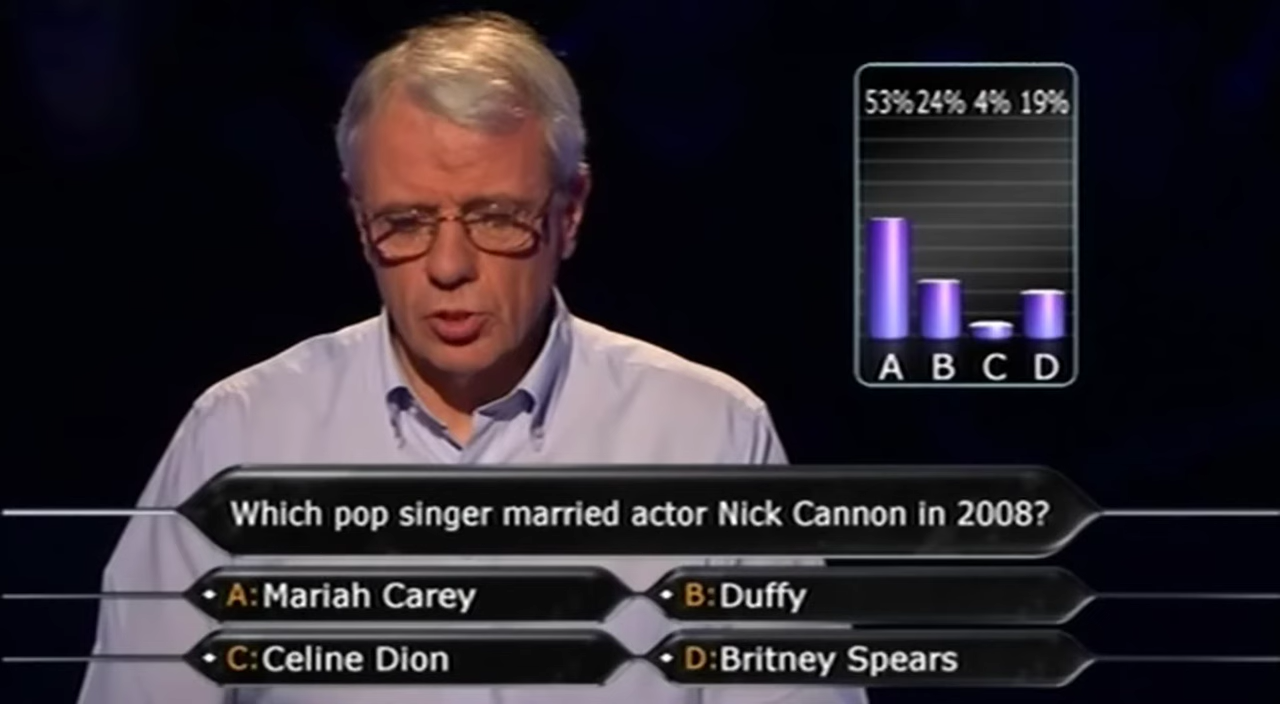 53% 24% 4% 19%
A B C D
Which pop singer married actor Nick Cannon in 2008?
A: Mariah Carey
B: Duffy
C: Celine Dion
D: Britney Spears